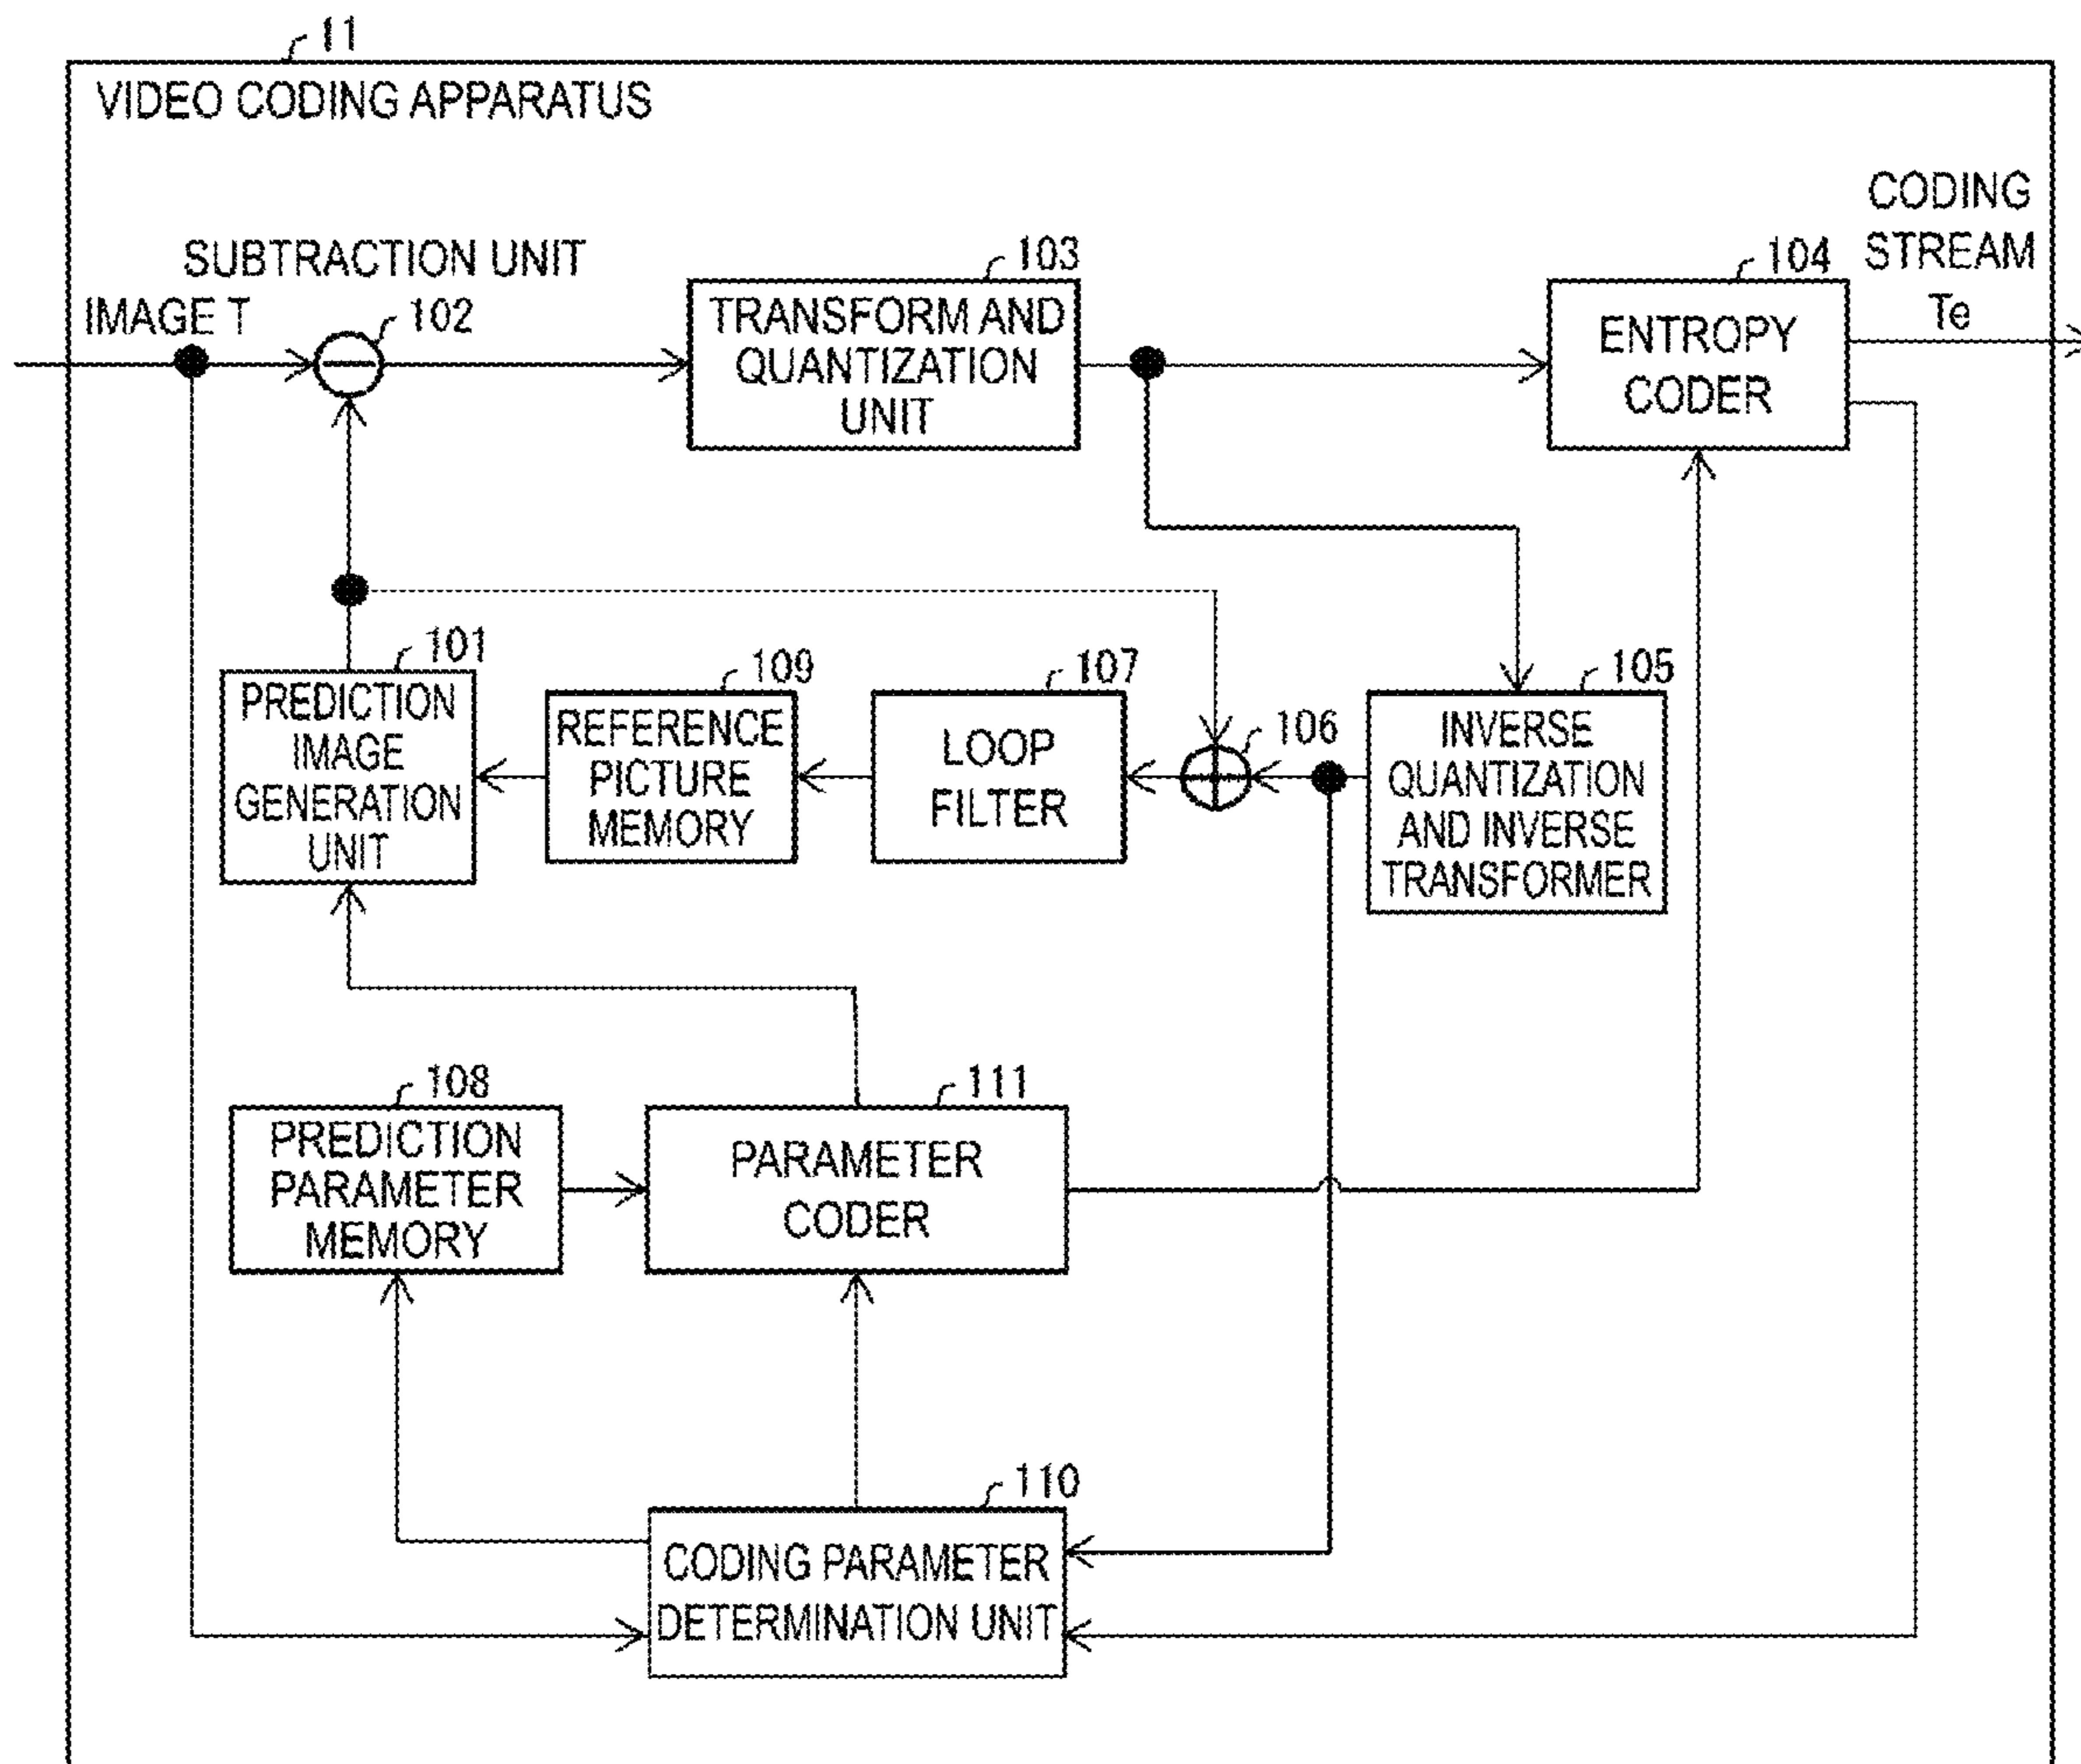 11
VIDEO CODING APPARATUS
CODING
STREAM
Te
SUBTRACTION UNIT
IMAGE T
102
103
TRANSFORM AND
QUANTIZATION
UNIT
104
ENTROPY
CODER
101
PREDICTION
IMAGE
GENERATION
UNIT
109
REFERENCE
PICTURE
MEMORY
107
LOOP
FILTER
106
105
INVERSE
QUANTIZATION
AND INVERSE
TRANSFORMER
108
PREDICTION
PARAMETER
MEMORY
111
PARAMETER
CODER
110
CODING PARAMETER
DETERMINATION UNIT